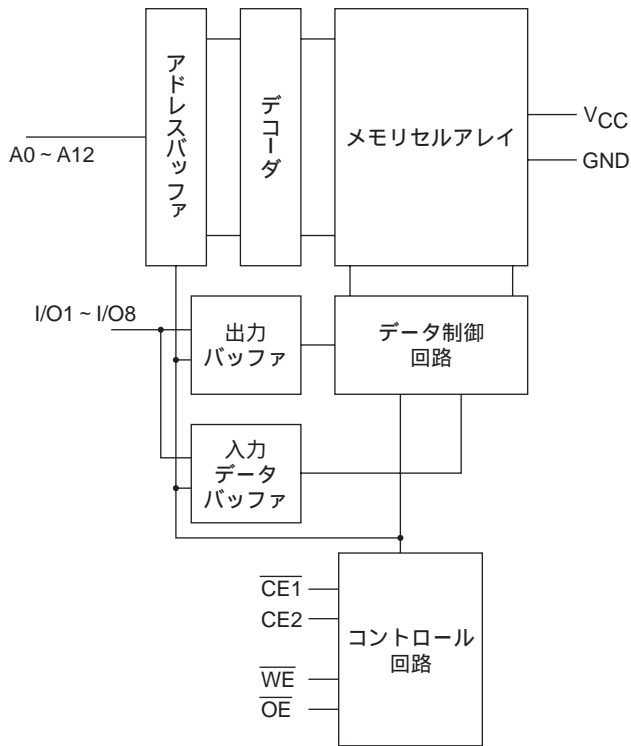 アドレスバッファ
デコーダ
メモリセルアレイ
VCC
GND
A0 ~ A12
I/O1 ~ I/O8
出力
バッファ
データ制御
回路
入力
データ
バッファ
C̅E̅1̅
CE2
W̅E̅
O̅E̅
コントロール
回路